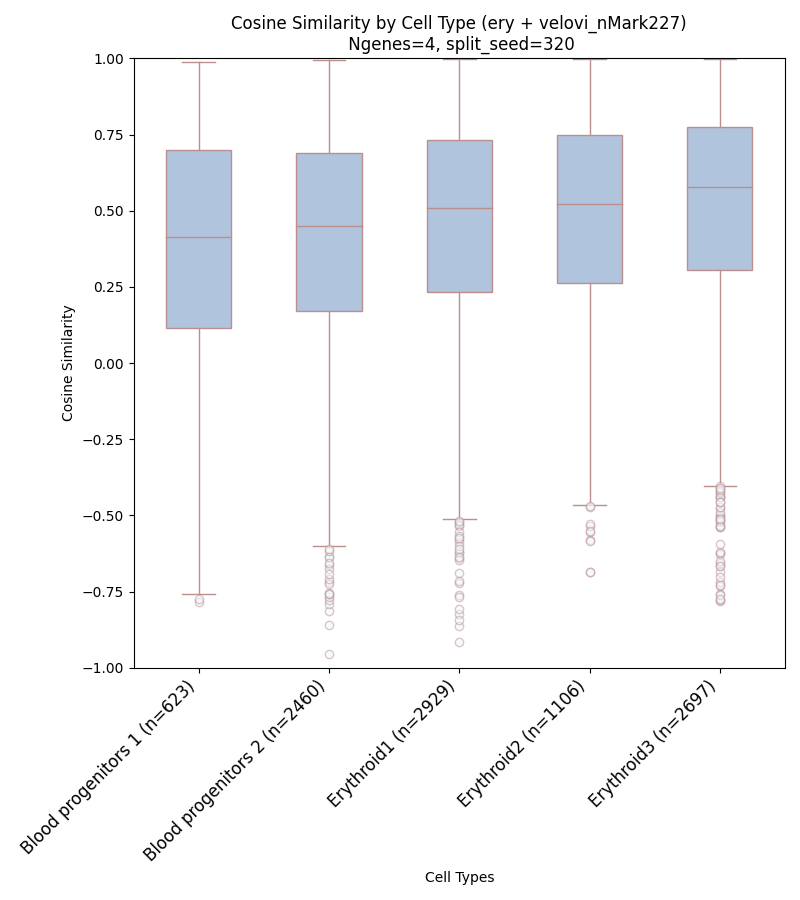 Cosine Similarity by Cell Type (ery + velovi_nMark227)
Ngenes=4, split_seed=320
1.00
0.75
0.50
0.25
0.00
−0.25
−0.50
−0.75
−1.00
Cosine Similarity
Blood progenitors 1 (n=623)
Blood progenitors 2 (n=2460)
Erythroid1 (n=2929)
Erythroid2 (n=1106)
Erythroid3 (n=2697)
Cell Types